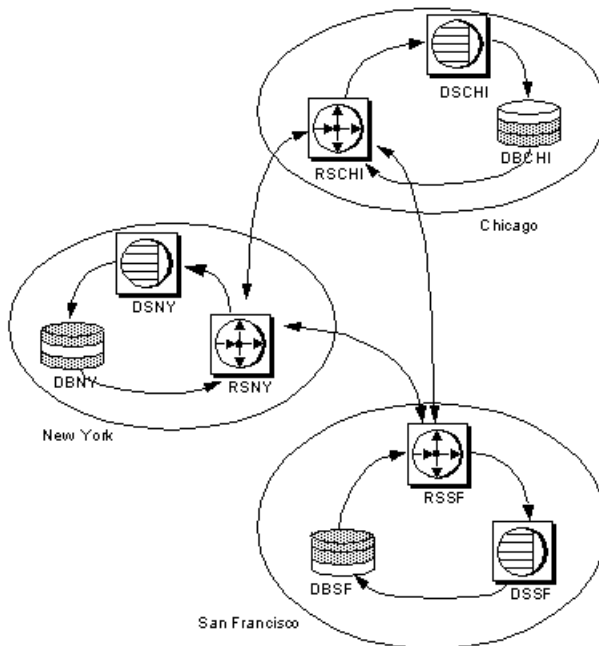 DSCHI
DBCHI
RSCHI
Chicago
DSNY
DBNY
RSNY
New York
RSSF
DBSF
DSSF
San Francisco